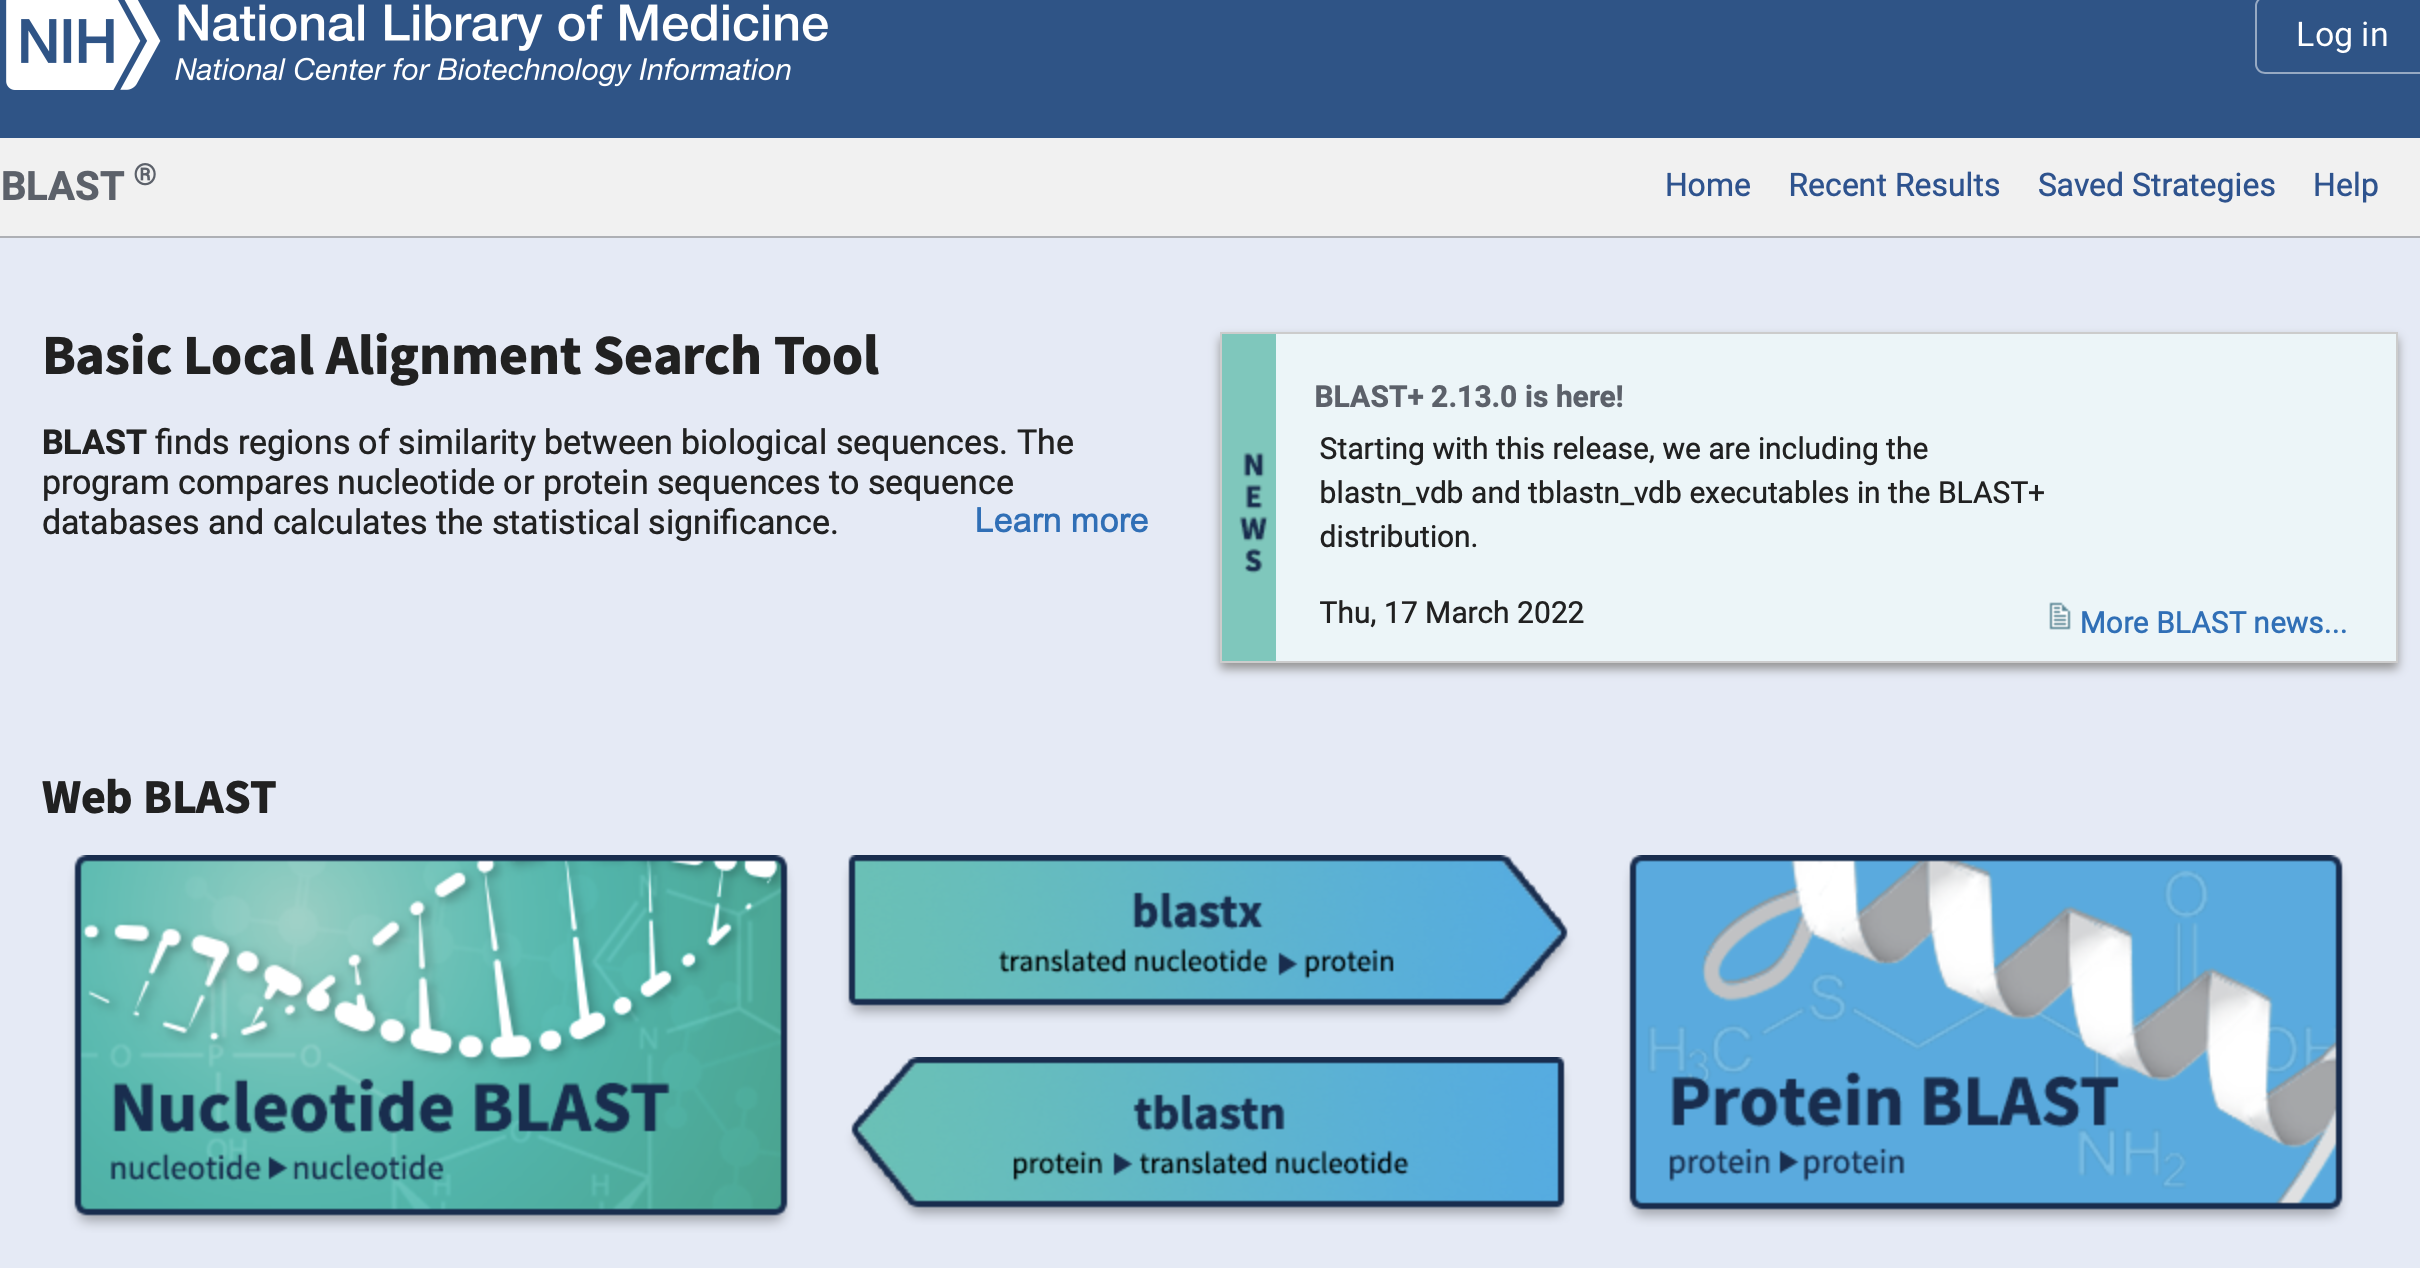 NIH
National Library of Medicine
National Center for Biotechnology Information
Log in
BLAST ®
Home Recent Results Saved Strategies Help
Basic Local Alignment Search Tool
BLAST finds regions of similarity between biological sequences. The
program compares nucleotide or protein sequences to sequence
databases and calculates the statistical significance.
Learn more
NEWS
BLAST+ 2.13.0 is here!
Starting with this release, we are including the
blastn_vdb and tblastn_vdb executables in the BLAST+
distribution.
Thu, 17 March 2022
More BLAST news...
Web BLAST
O P O
N
OH
O
H
H
Nucleotide BLAST
nucleotide ▶ nucleotide
blastx
translated nucleotide ▶ protein
tblastn
protein ▶ translated nucleotide
O
S
H₃C
OH
Protein BLAST
NH₂
protein ▶ protein